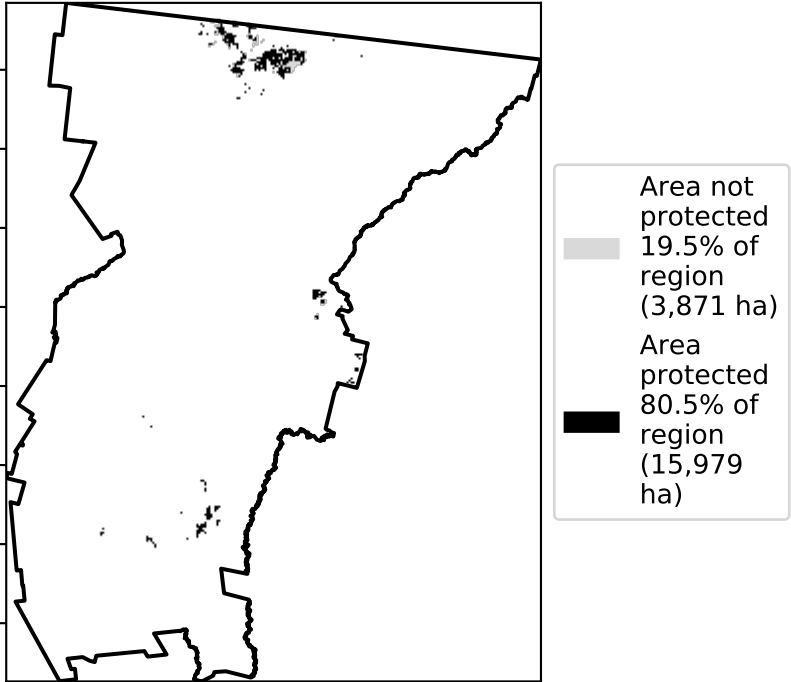 Area not
protected
19.5% of
region
(3,871 ha)
Area
protected
80.5% of
region
(15,979
ha)